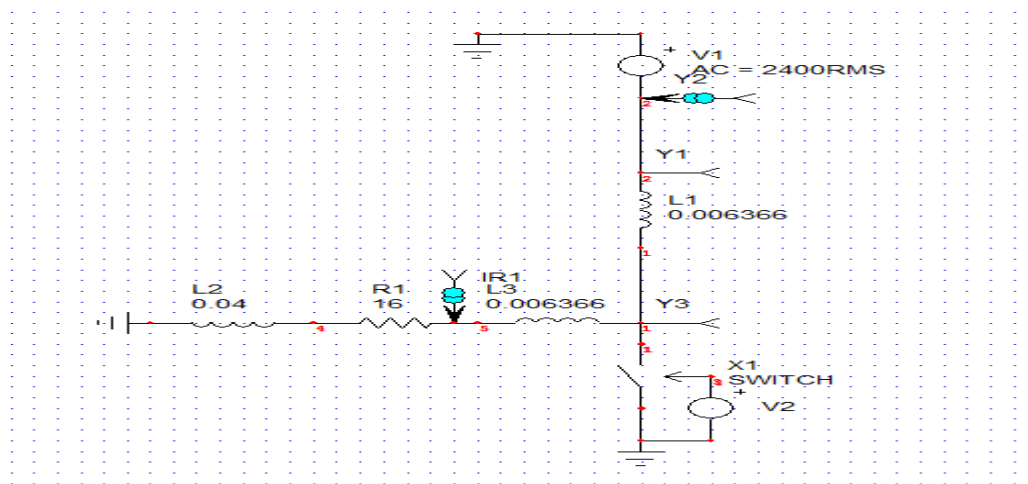 V1
AC = 2400RMS
Y2
2
Y1
2
L1
0.006366
1
IR1
L2
R1
L3
0.04
16
0.006366
Y3
4
5
1
1
X1
SWITCH
3
V2